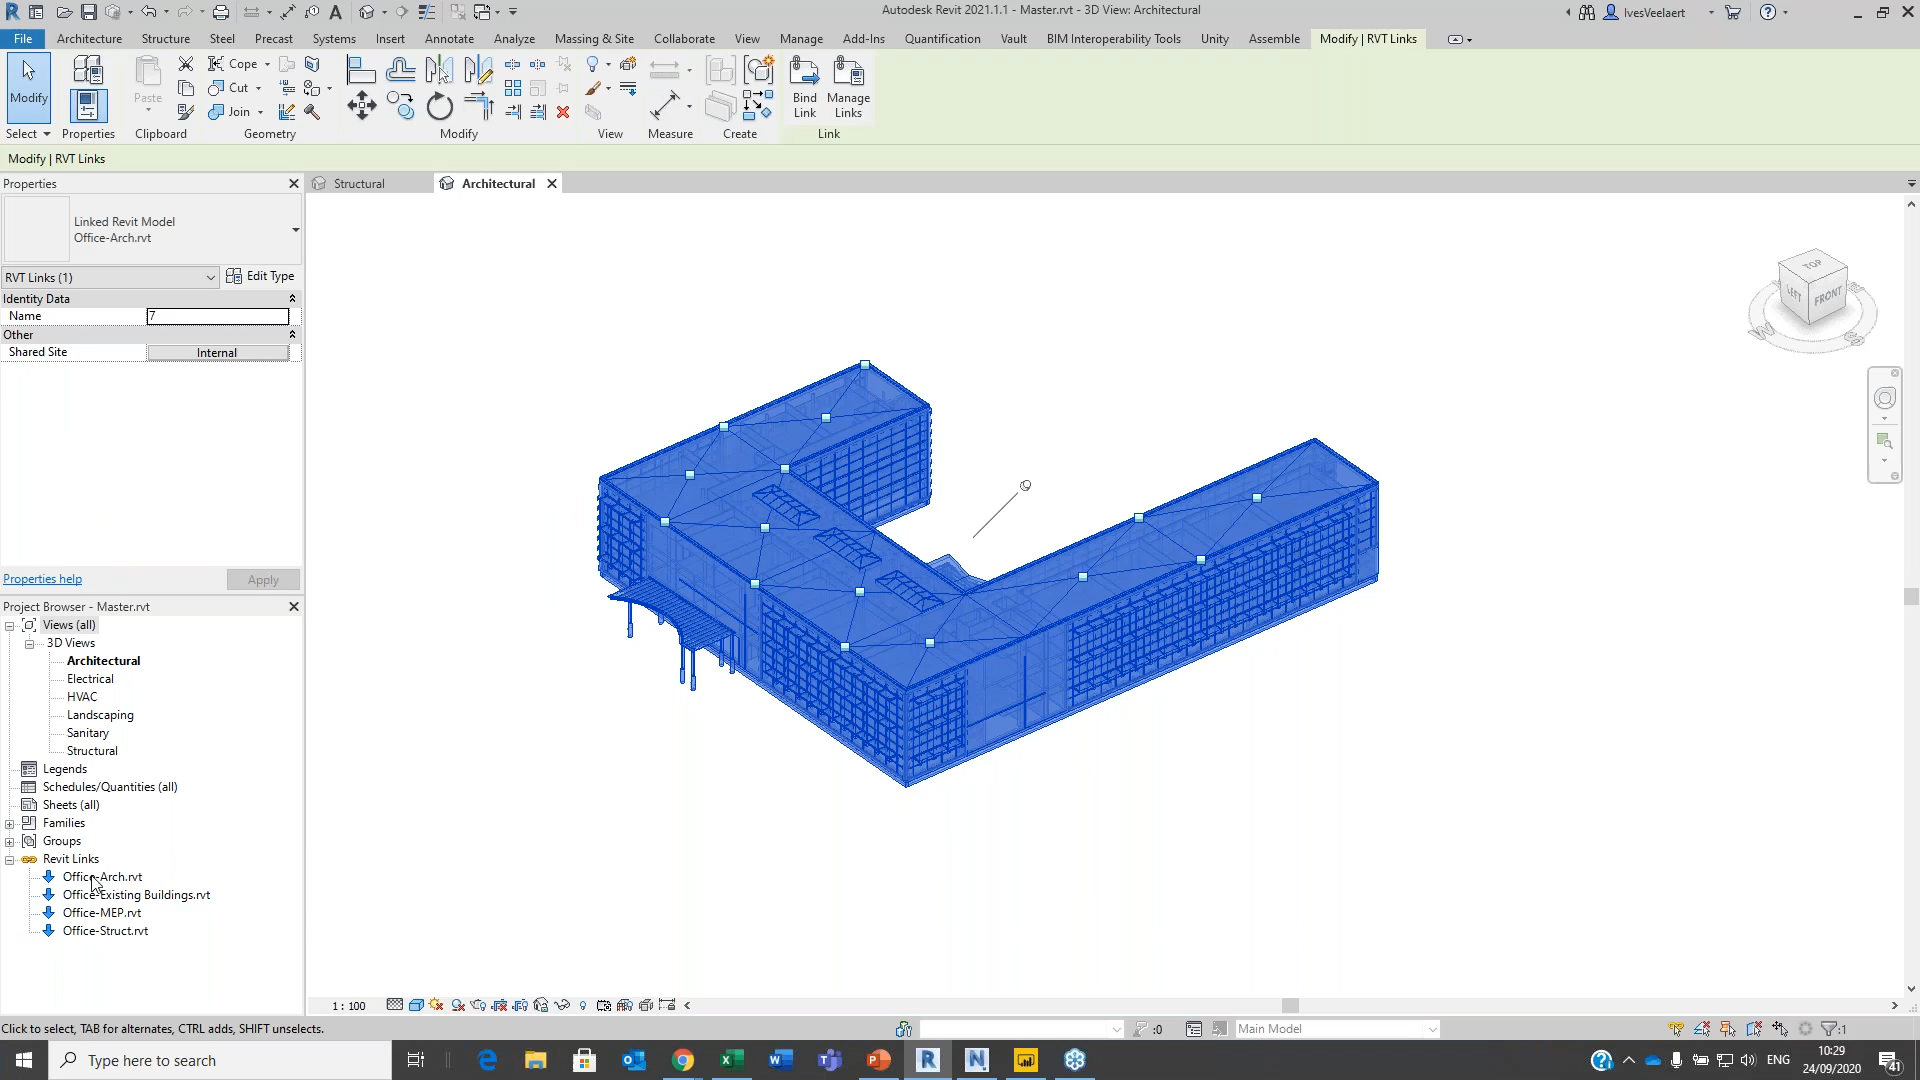 Autodesk Revit 2021.1.1 - Master.rvt - 3D View: Architectural
IvesVeelaert
File Architecture Structure Steel Precast Systems Insert Annotate Analyze Massing & Site Collaborate View Manage Add-Ins Quantification Vault BIM Interoperability Tools Unity Assemble Modify | RVT Links
Modify
Paste
Cope
Cut
Join
Bind Link
Manage Links
Select Properties Clipboard Geometry Modify View Measure Create Link
Modify | RVT Links
Properties
Structural
Architectural
Linked Revit Model
Office-Arch.rvt
RVT Links (1)
Edit Type
Identity Data
Name 7
Other
Shared Site Internal
TOP
LEFT
FRONT
W
S
Properties help
Apply
Project Browser - Master.rvt
Views (all)
3D Views
Architectural
Electrical
HVAC
Landscaping
Sanitary
Structural
Legends
Schedules/Quantities (all)
Sheets (all)
Families
Groups
Revit Links
Office-Arch.rvt
Office-Existing Buildings.rvt
Office-MEP.rvt
Office-Struct.rvt
1 : 100
Click to select, TAB for alternates, CTRL adds, SHIFT unselects.
:0
Main Model
:1
Type here to search
ENG
10:29
24/09/2020
41